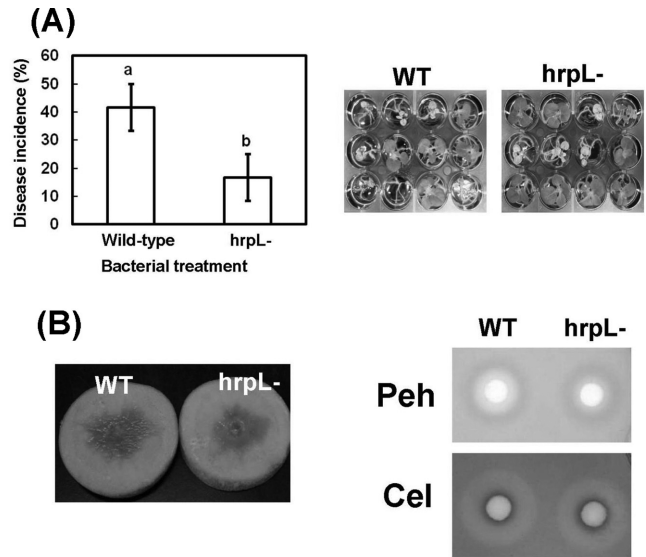 (A)
Disease incidence (%)
60
50
40
30
20
10
0
a
b
Wild-type hrpL-
Bacterial treatment
WT hrpL-
(B)
WT hrpL-
WT hrpL-
Peh
Cel